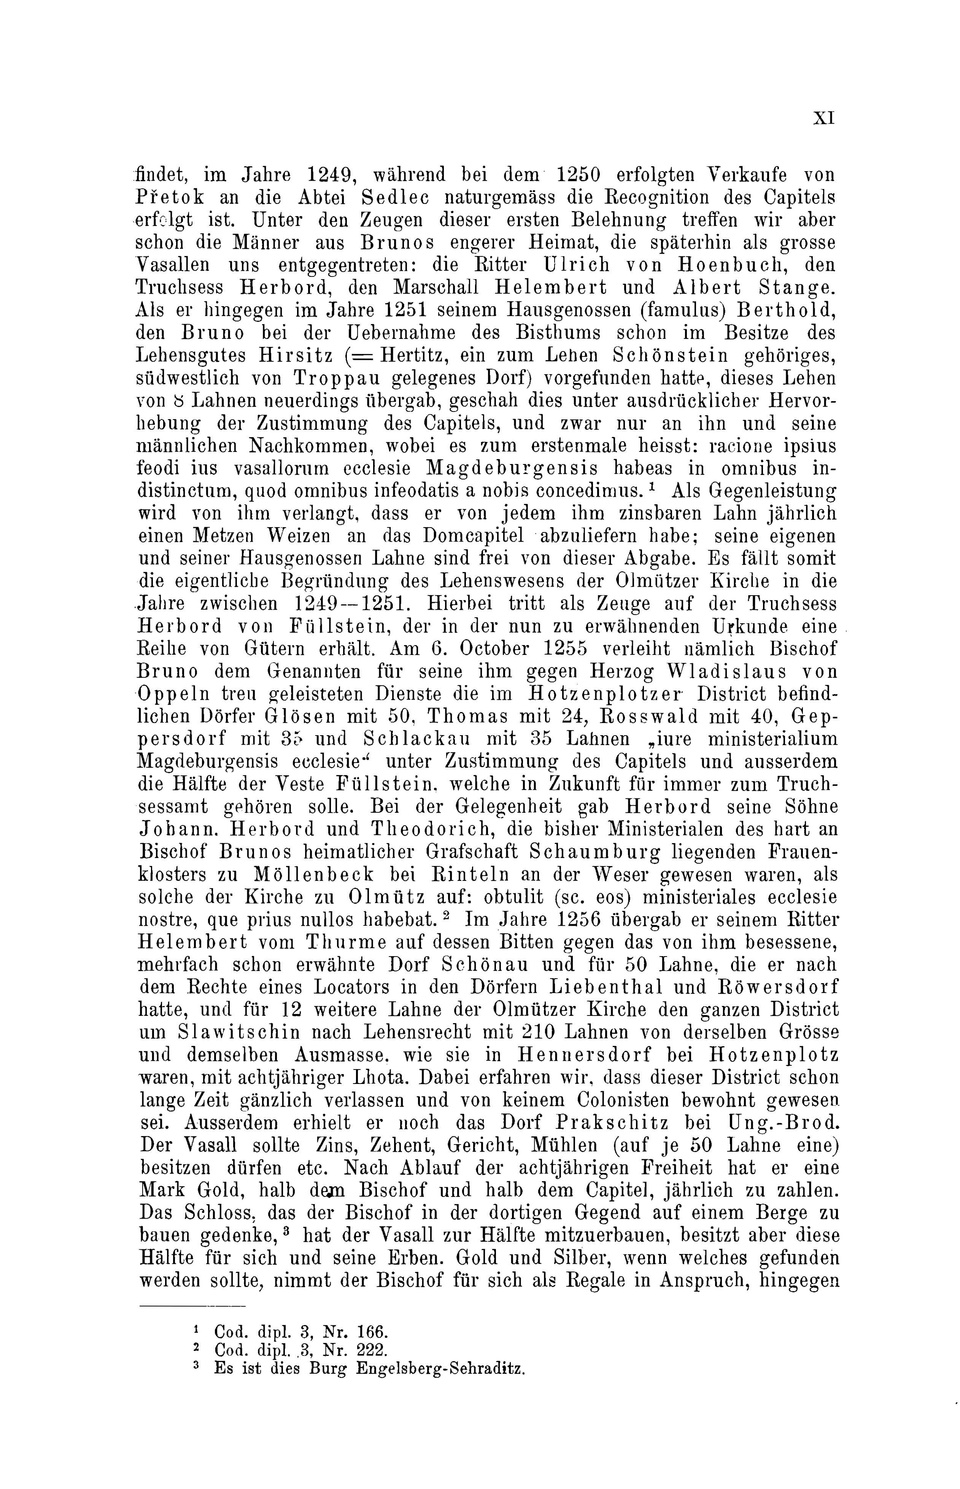 XI
findet, im Jahre 1249, während bei dem 1250 erfolgten Verkaufe von
Přetok an die Abtei Sedlec naturgemäss die Recognition des Capitels
erfolgt ist. Unter den Zeugen dieser ersten Belehnung treffen wir aber
schon die Männer aus Brunos engerer Heimat, die späterhin als grosse
Vasallen uns entgegentreten: die Ritter Ulrich von Hoenbuch, den
Truchsess Herbord, den Marschall Helembert und Albert Stange.
Als er hingegen im Jahre 1251 seinem Hausgenossen (famulus) Berthold,
den Bruno bei der Uebernahme des Bisthums schon im Besitze des
Lehensgutes Hirsitz (= Hertitz, ein zum Lehen Schönstein gehöriges,
südwestlich von Troppau gelegenes Dorf) vorgefunden hatte, dieses Lehen
von 8 Lahnen neuerdings übergab, geschah dies unter ausdrücklicher Hervor-
hebung der Zustimmung des Capitels, und zwar nur an ihn und seine
männlichen Nachkommen, wobei es zum erstenmale heisst: racione ipsius
feodi ius vasallorum ecclesie Magdeburgensis habeas in omnibus in-
distinctum, quod omnibus infeodatis a nobis concedimus. ¹ Als Gegenleistung
wird von ihm verlangt, dass er von jedem ihm zinsbaren Lahn jährlich
einen Metzen Weizen an das Domcapitel abzuliefern habe; seine eigenen
und seiner Hausgenossen Lahne sind frei von dieser Abgabe. Es fällt somit
die eigentliche Begründung des Lehenswesens der Olmützer Kirche in die
Jahre zwischen 1249—1251. Hierbei tritt als Zeuge auf der Truchsess
Herbord von Füllstein, der in der nun zu erwähnenden Urkunde eine
Reihe von Gütern erhält. Am 6. October 1255 verleiht nämlich Bischof
Bruno dem Genannten für seine ihm gegen Herzog Wladislaus von
Oppeln treu geleisteten Dienste die im Hotzenplotzer District befind-
lichen Dörfer Glösen mit 50, Thomas mit 24, Rosswald mit 40, Gep-
persdorf mit 35 und Schlackau mit 35 Lahnen „iure ministerialium
Magdeburgensis ecclesie“ unter Zustimmung des Capitels und ausserdem
die Hälfte der Veste Füllstein, welche in Zukunft für immer zum Truch-
sessamt gehören solle. Bei der Gelegenheit gab Herbord seine Söhne
Johann, Herbord und Theodorich, die bisher Ministerialen des hart an
Bischof Brunos heimatlicher Grafschaft Schaumburg liegenden Frauen-
klosters zu Möllenbeck bei Rinteln an der Weser gewesen waren, als
solche der Kirche zu Olmütz auf: obtulit (sc. eos) ministeriales ecclesie
nostre, que prius nullos habebat. ² Im Jahre 1256 übergab er seinem Ritter
Helembert vom Thurme auf dessen Bitten gegen das von ihm besessene,
mehrfach schon erwähnte Dorf Schönau und für 50 Lahne, die er nach
dem Rechte eines Locators in den Dörfern Liebenthal und Röwersdorf
hatte, und für 12 weitere Lahne der Olmützer Kirche den ganzen District
um Slawitschin nach Lehensrecht mit 210 Lahnen von derselben Grösse
und demselben Ausmasse, wie sie in Hennersdorf bei Hotzenplotz
waren, mit achtjähriger Lhota. Dabei erfahren wir, dass dieser District schon
lange Zeit gänzlich verlassen und von keinem Colonisten bewohnt gewesen
sei. Ausserdem erhielt er noch das Dorf Prakschitz bei Ung.-Brod.
Der Vasall sollte Zins, Zehent, Gericht, Mühlen (auf je 50 Lahne eine)
besitzen dürfen etc. Nach Ablauf der achtjährigen Freiheit hat er eine
Mark Gold, halb dem Bischof und halb dem Capitel, jährlich zu zahlen.
Das Schloss, das der Bischof in der dortigen Gegend auf einem Berge zu
bauen gedenke, ³ hat der Vasall zur Hälfte mitzuerbauen, besitzt aber diese
Hälfte für sich und seine Erben. Gold und Silber, wenn welches gefunden
werden sollte, nimmt der Bischof für sich als Regale in Anspruch, hingegen
¹ Cod. dipl. 3, Nr. 166.
² Cod. dipl. 3, Nr. 222.
³ Es ist dies Burg Engelsberg-Sehraditz.